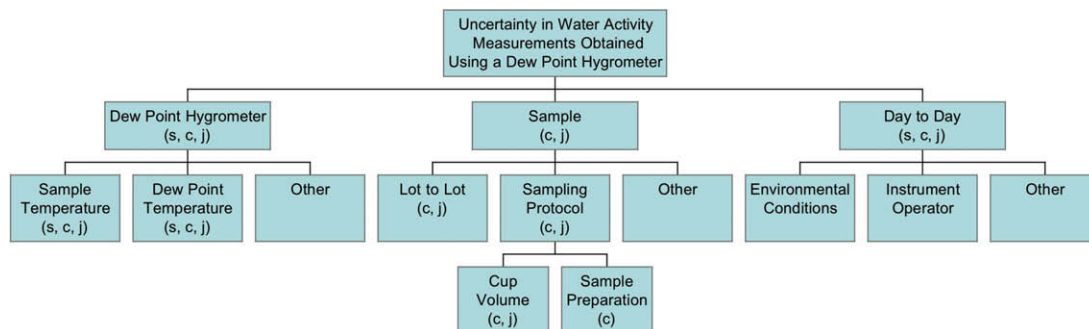 Uncertainty in Water Activity
Measurements Obtained
Using a Dew Point Hygrometer
Dew Point Hygrometer
(s, c, j)
Sample
(c, j)
Day to Day
(s, c, j)
Sample
Temperature
(s, c, j)
Dew Point
Temperature
(s, c, j)
Other
Lot to Lot
(c, j)
Sampling
Protocol
(c, j)
Other
Environmental
Conditions
Instrument
Operator
Other
Cup
Volume
(c, j)
Sample
Preparation
(c)